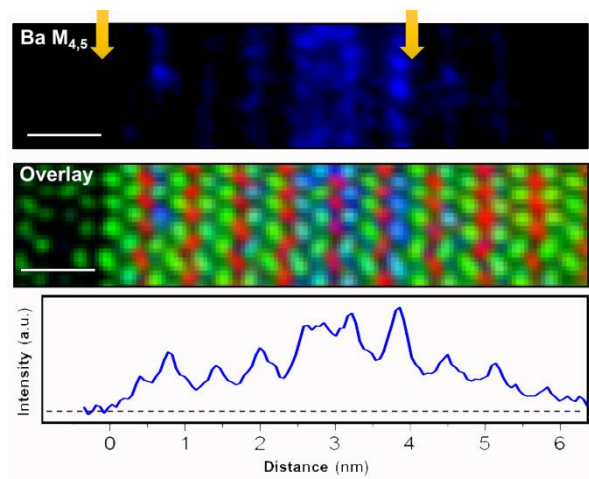 Ba M4,5
Overlay
Intensity (a.u.)
0 1 2 3 4 5 6
Distance (nm)